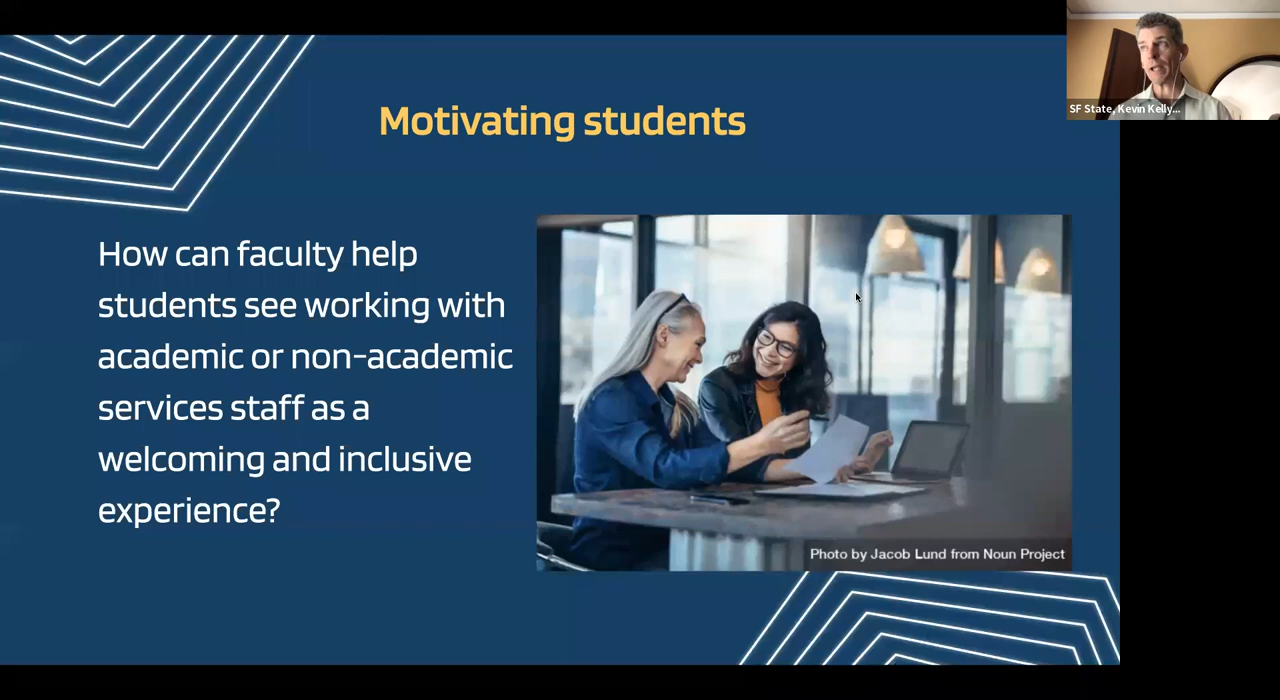 SF State, Kevin Kelly...
Motivating students
How can faculty help
students see working with
academic or non-academic
services staff as a
welcoming and inclusive
experience?
Photo by Jacob Lund from Noun Project